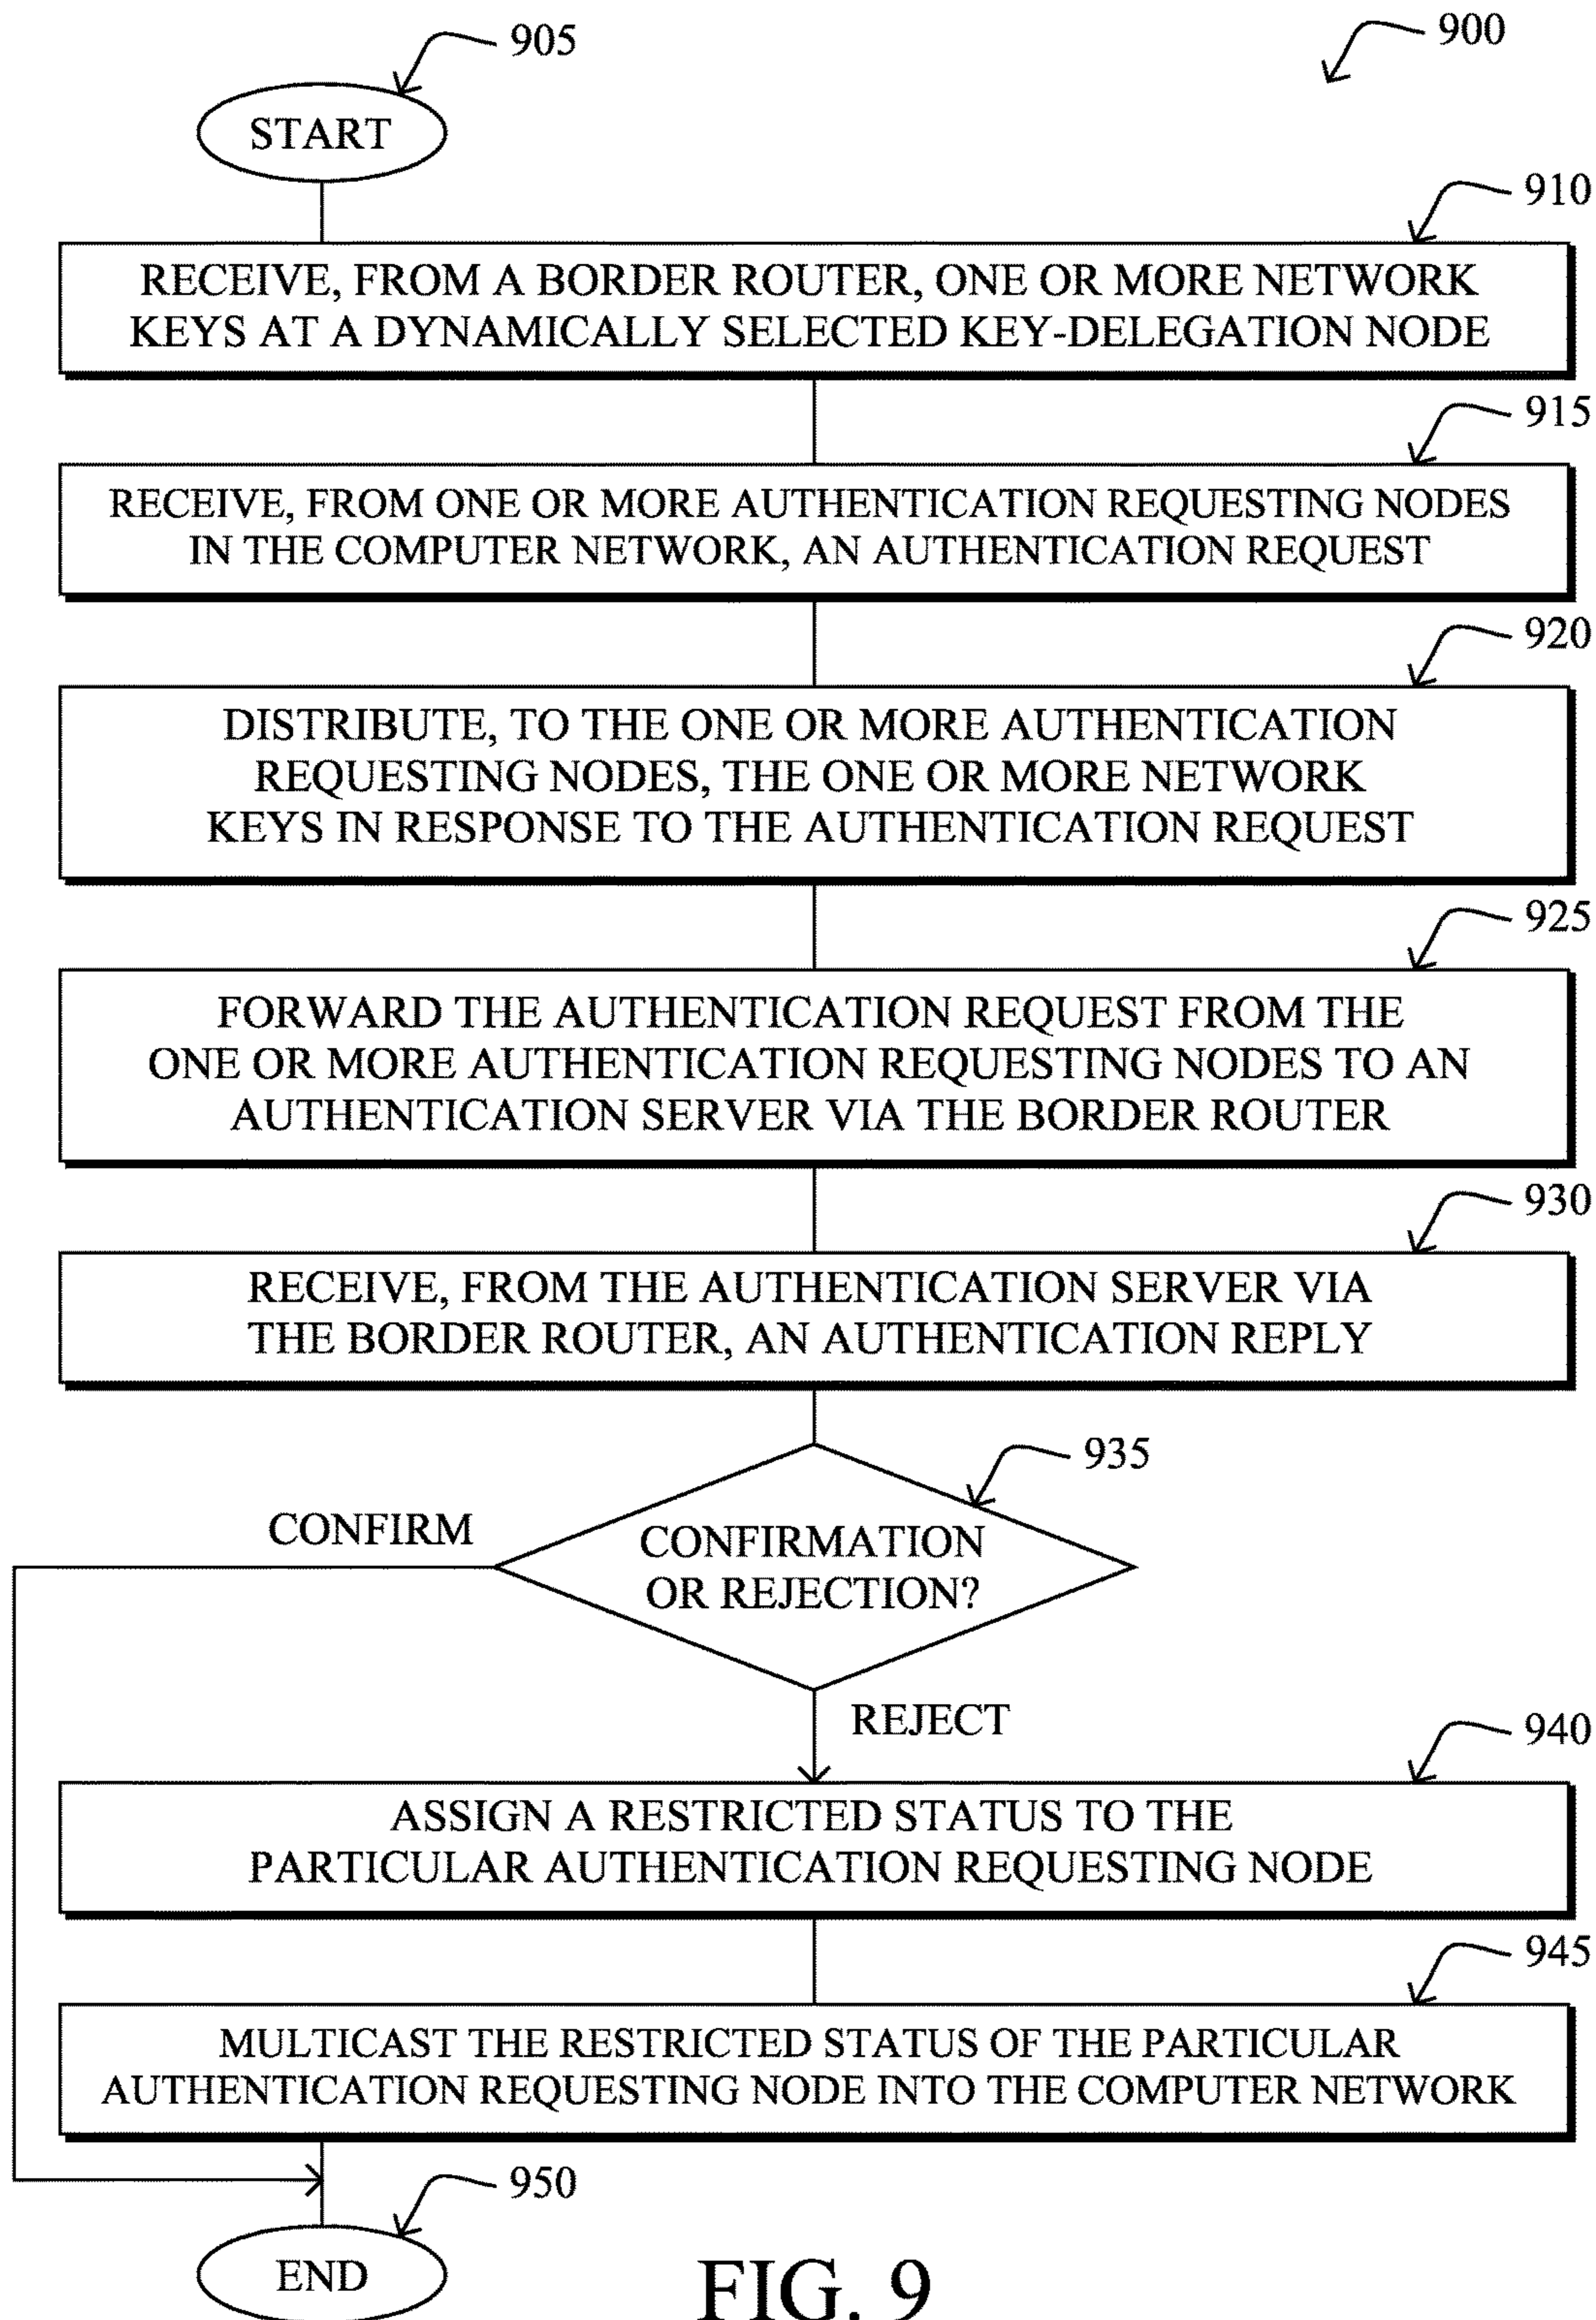 905
900
START
910
RECEIVE, FROM A BORDER ROUTER, ONE OR MORE NETWORK
KEYS AT A DYNAMICALLY SELECTED KEY-DELEGATION NODE
915
RECEIVE, FROM ONE OR MORE AUTHENTICATION REQUESTING NODES
IN THE COMPUTER NETWORK, AN AUTHENTICATION REQUEST
920
DISTRIBUTE, TO THE ONE OR MORE AUTHENTICATION
REQUESTING NODES, THE ONE OR MORE NETWORK
KEYS IN RESPONSE TO THE AUTHENTICATION REQUEST
925
FORWARD THE AUTHENTICATION REQUEST FROM THE
ONE OR MORE AUTHENTICATION REQUESTING NODES TO AN
AUTHENTICATION SERVER VIA THE BORDER ROUTER
930
RECEIVE, FROM THE AUTHENTICATION SERVER VIA
THE BORDER ROUTER, AN AUTHENTICATION REPLY
935
CONFIRM
CONFIRMATION
OR REJECTION?
REJECT
940
ASSIGN A RESTRICTED STATUS TO THE
PARTICULAR AUTHENTICATION REQUESTING NODE
945
MULTICAST THE RESTRICTED STATUS OF THE PARTICULAR
AUTHENTICATION REQUESTING NODE INTO THE COMPUTER NETWORK
950
END
FIG. 9